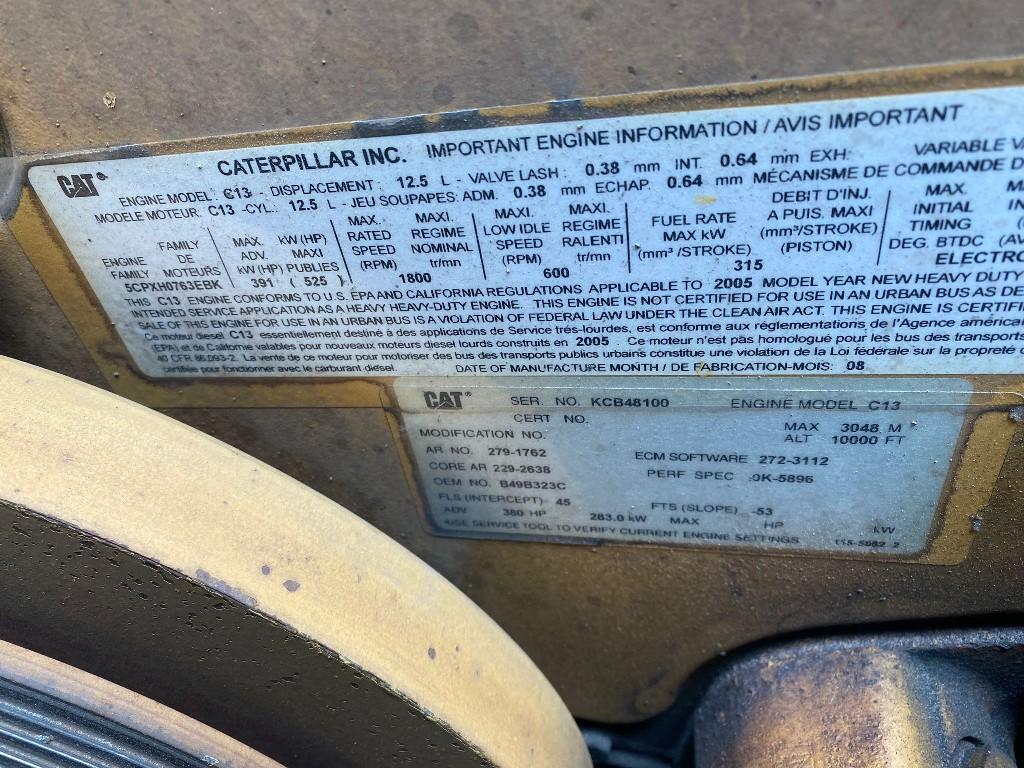 CAT® CATERPILLAR INC. IMPORTANT ENGINE INFORMATION / AVIS IMPORTANT
ENGINE MODEL: C13 - DISPLACEMENT: 12.5 L - VALVE LASH: 0.38 mm INT. 0.64 mm EXH: VARIABLE
MODÈLE MOTEUR: C13 -CYL.: 12.5 L - JEU SOUPAPES: ADM. 0.38 mm ECHAP. 0.64 mm MÉCANISME DE COMMANDE
ENGINE FAMILY
FAMILY DE MOTEURS
5CPXH0763EBK
MAX. kW (HP)
ADV. MAXI
kW (HP) PUBLIES
391 ( 525 )
MAX. MAXI.
RATED REGIME
SPEED NOMINAL
(RPM) tr/mn
1800
MAXI. MAXI.
LOW IDLE REGIME
SPEED RALENTI
(RPM) tr/mn
600
FUEL RATE
MAX kW
(mm³/STROKE)
DEBIT D'INJ.
A PUIS. MAXI
(mm³/STROKE)
(PISTON)
315
MAX.
INITIAL
TIMING
DEG. BTDC
THIS C13 ENGINE CONFORMS TO U.S. EPA AND CALIFORNIA REGULATIONS APPLICABLE TO 2005 MODEL YEAR NEW HEAVY DUTY
INTENDED SERVICE APPLICATION AS A HEAVY HEAVY-DUTY ENGINE. THIS ENGINE IS NOT CERTIFIED FOR USE IN AN URBAN BUS AS
SALE OF THIS ENGINE FOR USE IN AN URBAN BUS IS A VIOLATION OF FEDERAL LAW UNDER THE CLEAN AIR ACT. THIS ENGINE IS
Ce moteur diesel C13 essentiellement destiné à des applications de Service trés-lourdes, est conforme aux réglementations de l'Agence
(EPA) et de Californie valables pour nouveaux moteurs diesel lourds construits en 2005 . Ce moteur n'est pàs homologué pour les bus des transports
40 CFR 86.093-2. La vente de ce moteur pour motoriser des bus des transports publics urbains constitue une violation de la Loi fédérale sur la propreté
certifiée pour fonctionner avec le carburant diesel. DATE OF MANUFACTURE MONTH / DE FABRICATION-MOIS: 08
CAT® SER. NO. KCB48100 ENGINE MODEL C13
CERT NO. MAX 3048 M
MODIFICATION NO. ALT 10000 FT
AR NO. 279-1762 ECM SOFTWARE 272-3112
CORE AR 229-2638 PERF SPEC 0K-5896
OEM NO. B49B323C
FLS (INTERCEPT) 45 FTS (SLOPE) -53
ADV 380 HP 283.0 kW MAX HP kW
USE SERVICE TOOL TO VERIFY CURRENT ENGINE SETTINGS